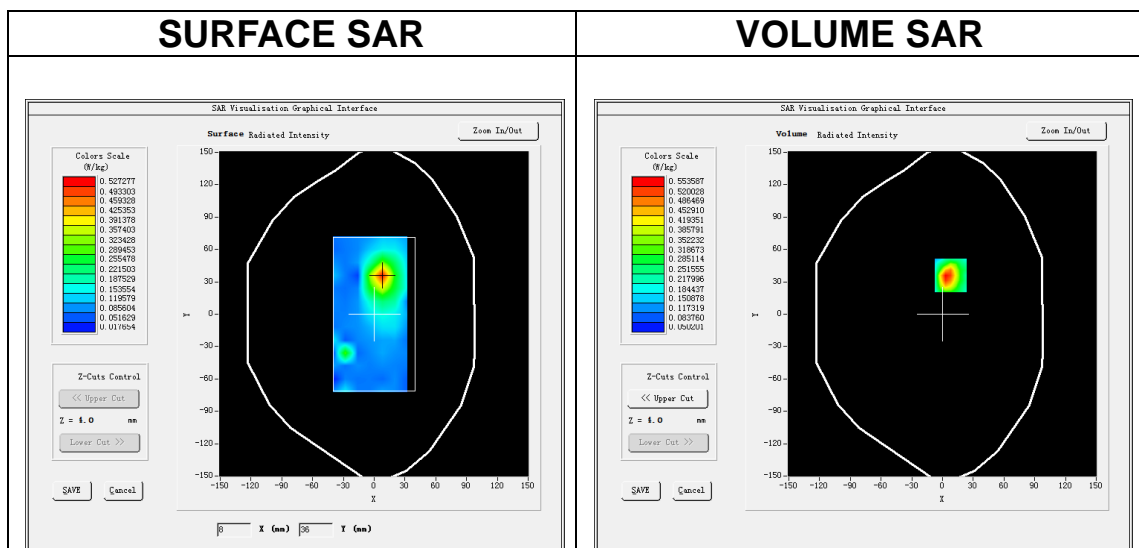 SURFACE SAR
VOLUME SAR
SAR Visualisation Graphical Interface
Surface Radiated Intensity
Zoom In/Out
Colors Scale
(W/kg)
0.527277
0.493303
0.459328
0.425353
0.391378
0.357403
0.323428
0.289453
0.255478
0.221503
0.187529
0.153554
0.119579
0.085604
0.051629
0.017654
150
120
90
60
30
0
-30
-60
-90
-120
-150
Y
-150 -120 -90 -60 -30 0 30 60 90 120 150
X
Z-Cuts Control
<< Upper Cut
Z = 4.0 mm
Lower Cut >>
SAVE Cancel
8 X (mm) 36 Y (mm)
SAR Visualisation Graphical Interface
Volume Radiated Intensity
Zoom In/Out
Colors Scale
(W/kg)
0.553587
0.520028
0.486469
0.452910
0.419351
0.385791
0.352232
0.318673
0.285114
0.251555
0.217996
0.184437
0.150878
0.117319
0.083760
0.050201
150
120
90
60
30
0
-30
-60
-90
-120
-150
Y
-150 -120 -90 -60 -30 0 30 60 90 120 150
X
Z-Cuts Control
<< Upper Cut
Z = 4.0 mm
Lower Cut >>
SAVE Cancel